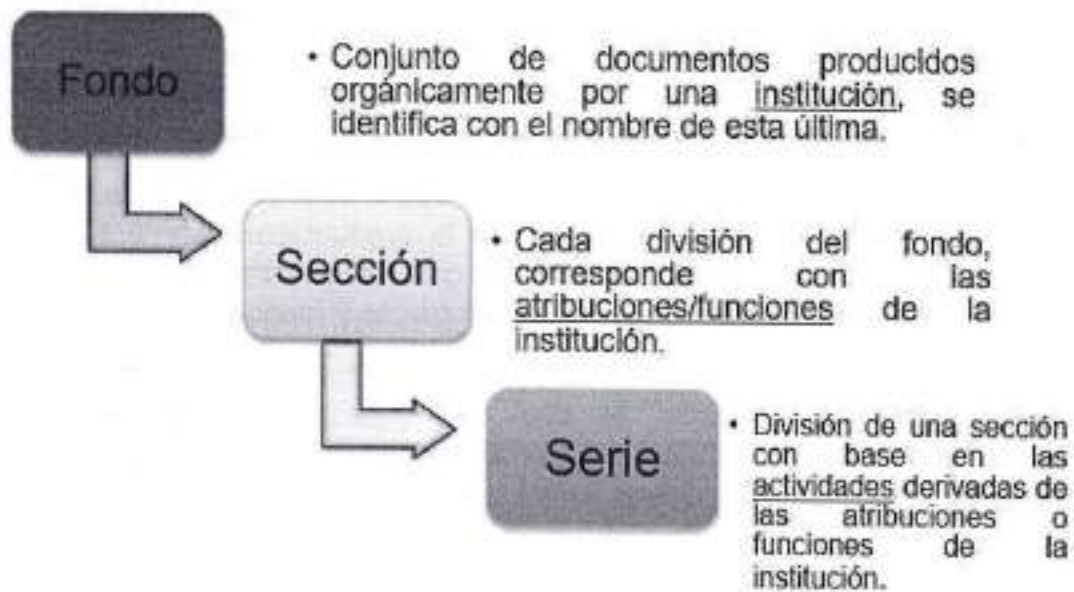 Fondo
• Conjunto de documentos producidos
orgánicamente por una institución, se
identifica con el nombre de esta última.
Sección
• Cada división del fondo,
corresponde con las
atribuciones/funciones de la
institución.
Serie
• División de una sección
con base en las
actividades derivadas de
las atribuciones o
funciones de la
institución.